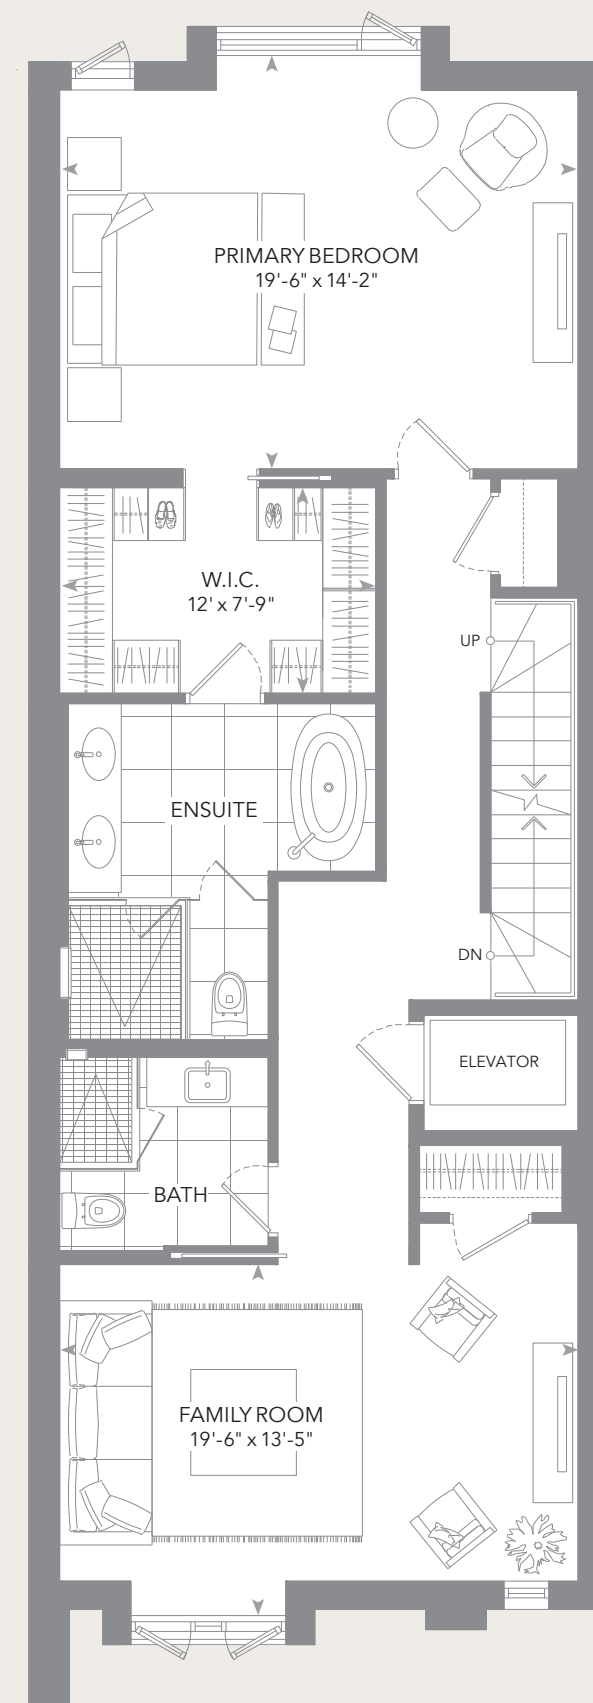 PRIMARY BEDROOM
19'-6" x 14'-2"
W.I.C.
12' x 7'-9"
UP
ENSUITE
DN
ELEVATOR
BATH
FAMILY ROOM
19'-6" x 13'-5"